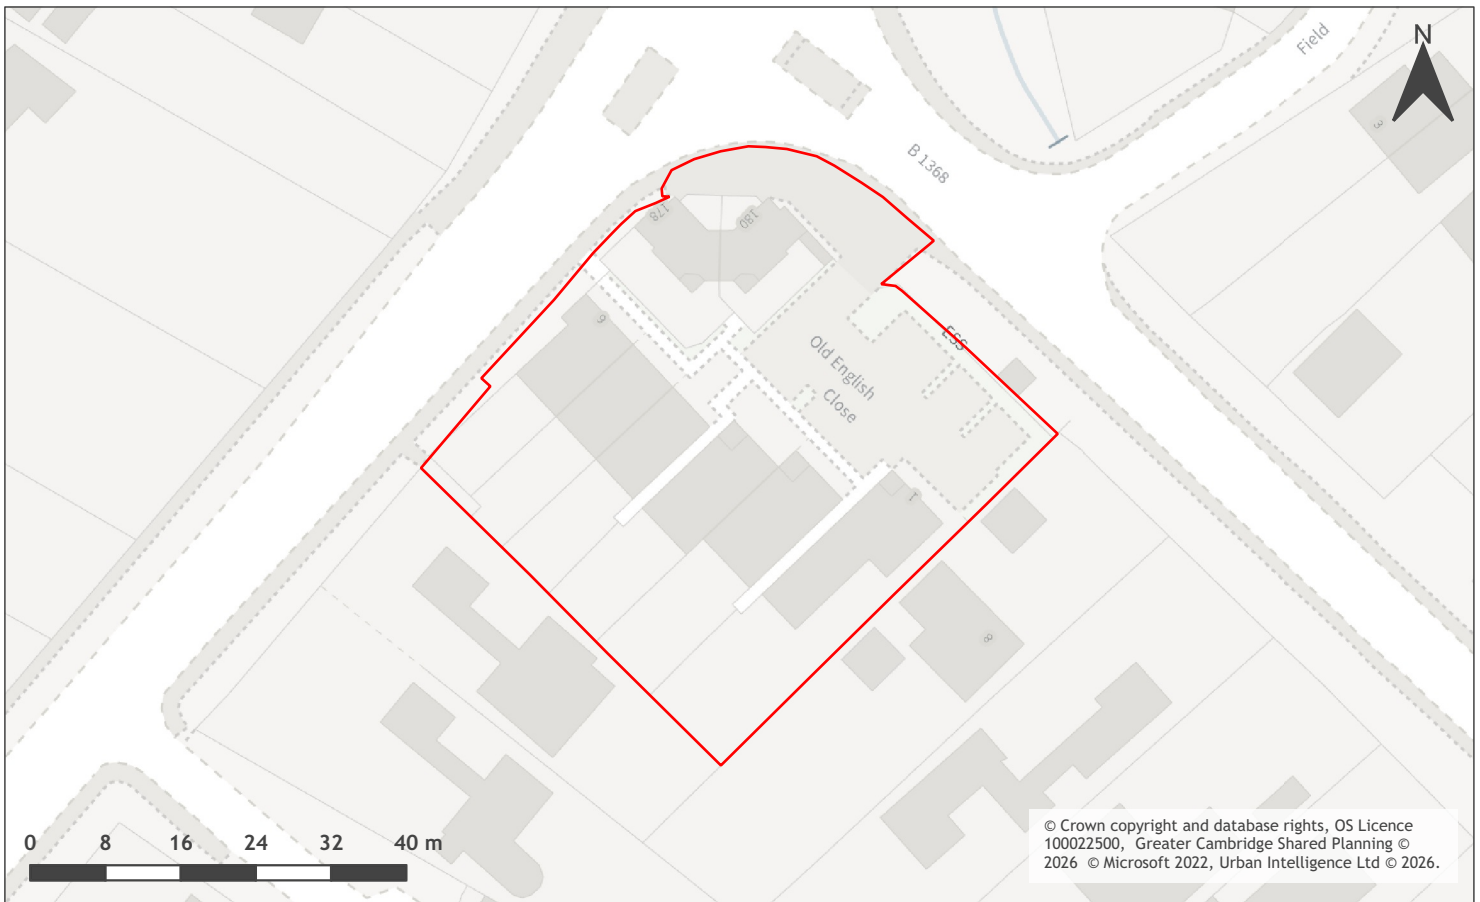 N
Field
3
B 1368
178
180
ESS
9
Old English
Close
1
8
0 8 16 24 32 40 m
© Crown copyright and database rights, OS Licence
100022500, Greater Cambridge Shared Planning ©
2026 © Microsoft 2022, Urban Intelligence Ltd © 2026.